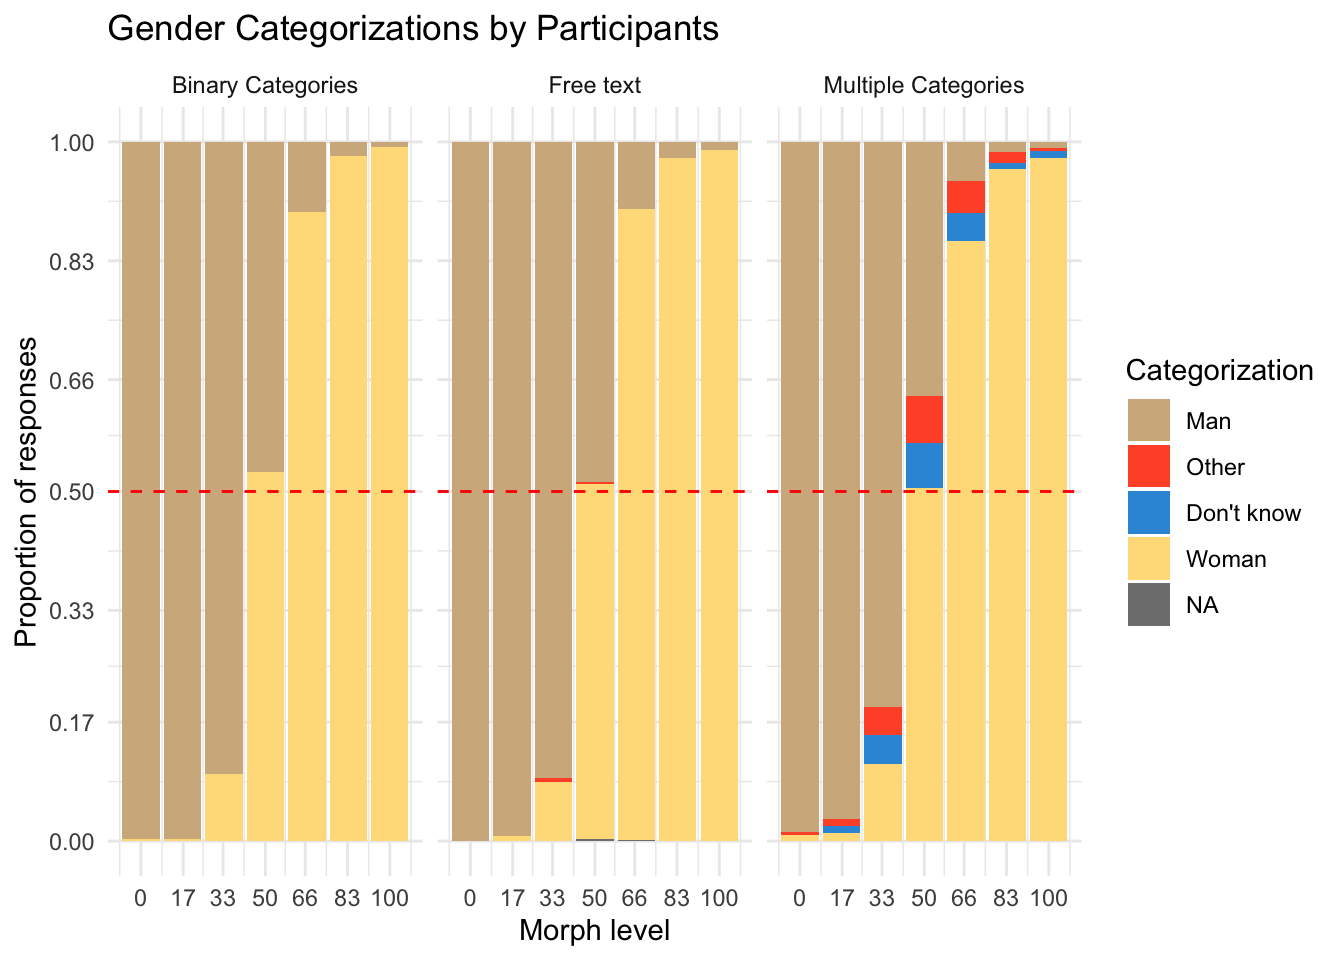 Gender Categorizations by Participants
Binary Categories
Free text
Multiple Categories
Proportion of responses
1.00
0.83
0.66
0.50
0.33
0.17
0.00
0 17 33 50 66 83 100
0 17 33 50 66 83 100
0 17 33 50 66 83 100
Morph level
Categorization
Man
Other
Don't know
Woman
NA